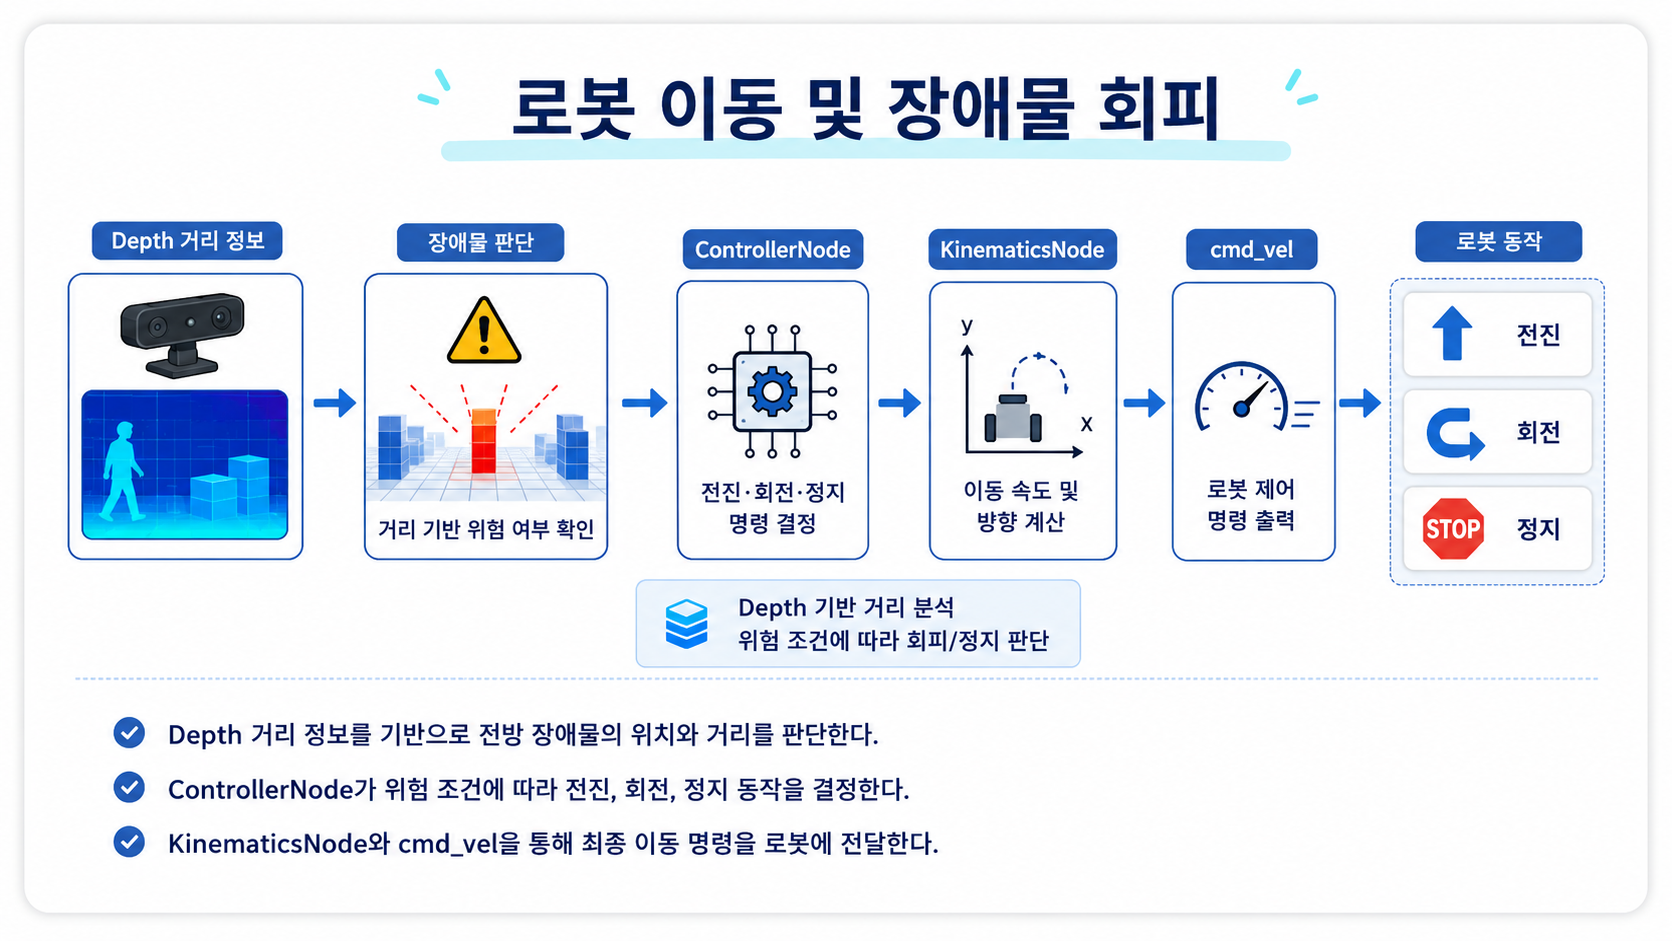 로봇 이동 및 장애물 회피
Depth 거리 정보
장애물 판단
거리 기반 위험 여부 확인
ControllerNode
전진·회전·정지
명령 결정
KinematicsNode
y
x
이동 속도 및
방향 계산
cmd_vel
로봇 제어
명령 출력
로봇 동작
전진
회전
STOP 정지
Depth 기반 거리 분석
위험 조건에 따라 회피/정지 판단
Depth 거리 정보를 기반으로 전방 장애물의 위치와 거리를 판단한다.
ControllerNode가 위험 조건에 따라 전진, 회전, 정지 동작을 결정한다.
KinematicsNode와 cmd_vel을 통해 최종 이동 명령을 로봇에 전달한다.